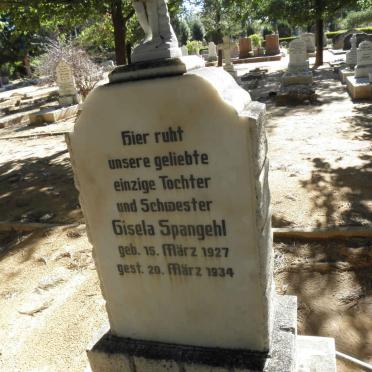 Hier ruht
unsere geliebte
einzige Tochter
und Schwester
Gisela Spangehl
geb. 15. März 1927
gest. 20. März 1934